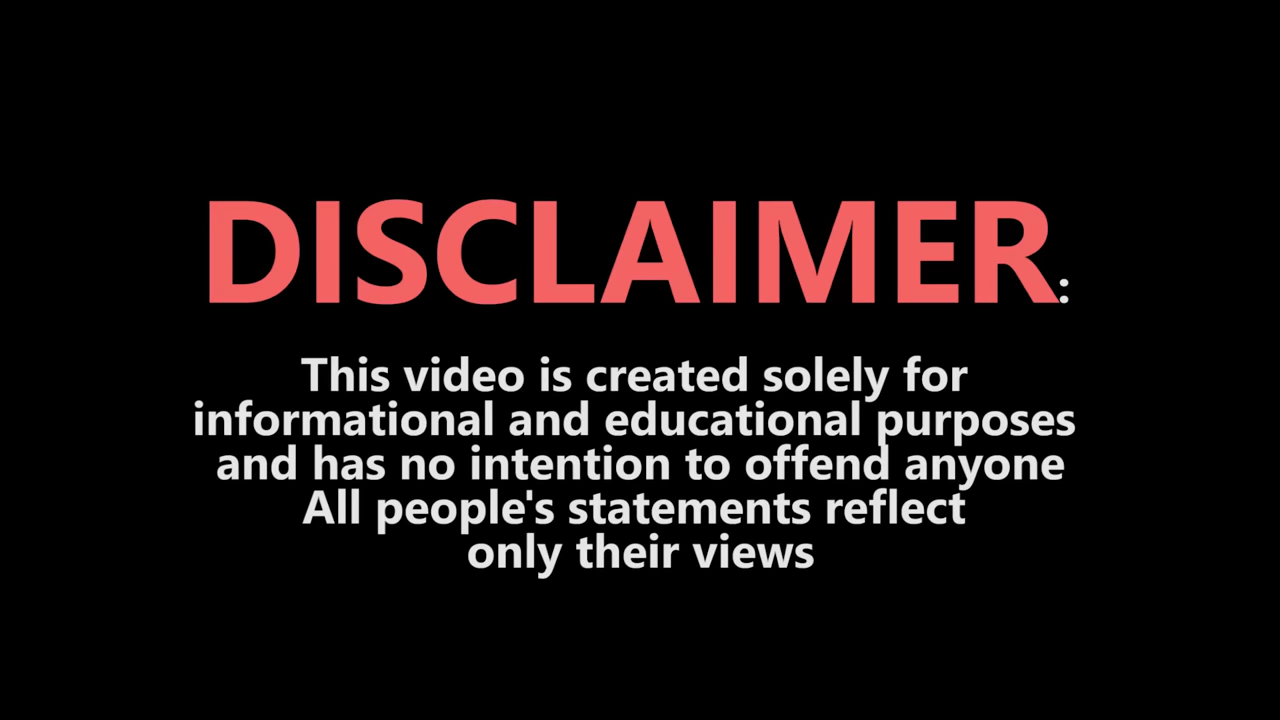 DISCLAIMER:
This video is created solely for
informational and educational purposes
and has no intention to offend anyone
All people's statements reflect
only their views